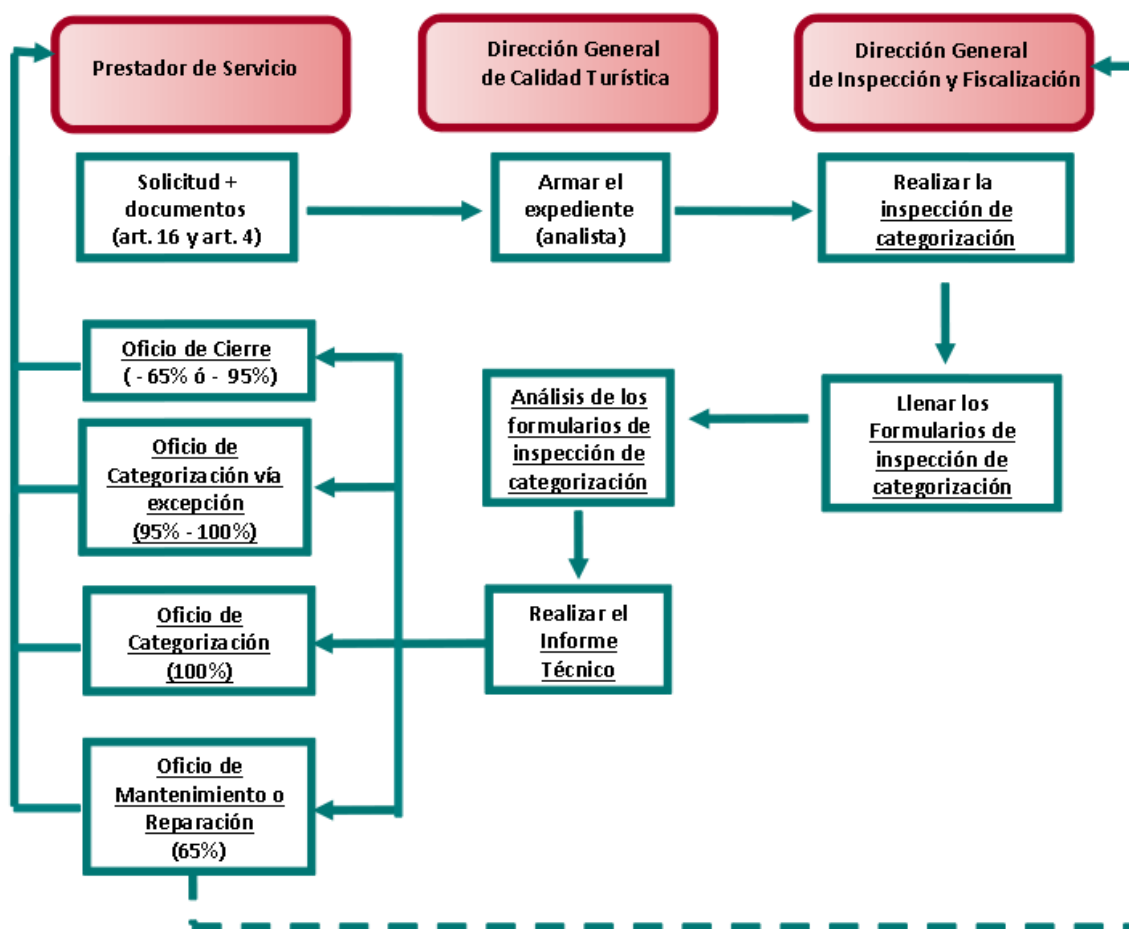 Prestador de Servicio
Dirección General
de Calidad Turística
Dirección General
de Inspección y Fiscalización
Solicitud +
documentos
(art. 16 y art. 4)
Armar el
expediente
(analista)
Realizar la
inspección de
categorización
Oficio de Cierre
( - 65% ó - 95%)
Análisis de los
formularios de
inspección de
categorización
Llenar los
Formularios de
inspección de
categorización
Oficio de
Categorización vía
excepción
(95% - 100%)
Oficio de
Categorización
(100%)
Realizar el
Informe
Técnico
Oficio de
Mantenimiento o
Reparación
(65%)